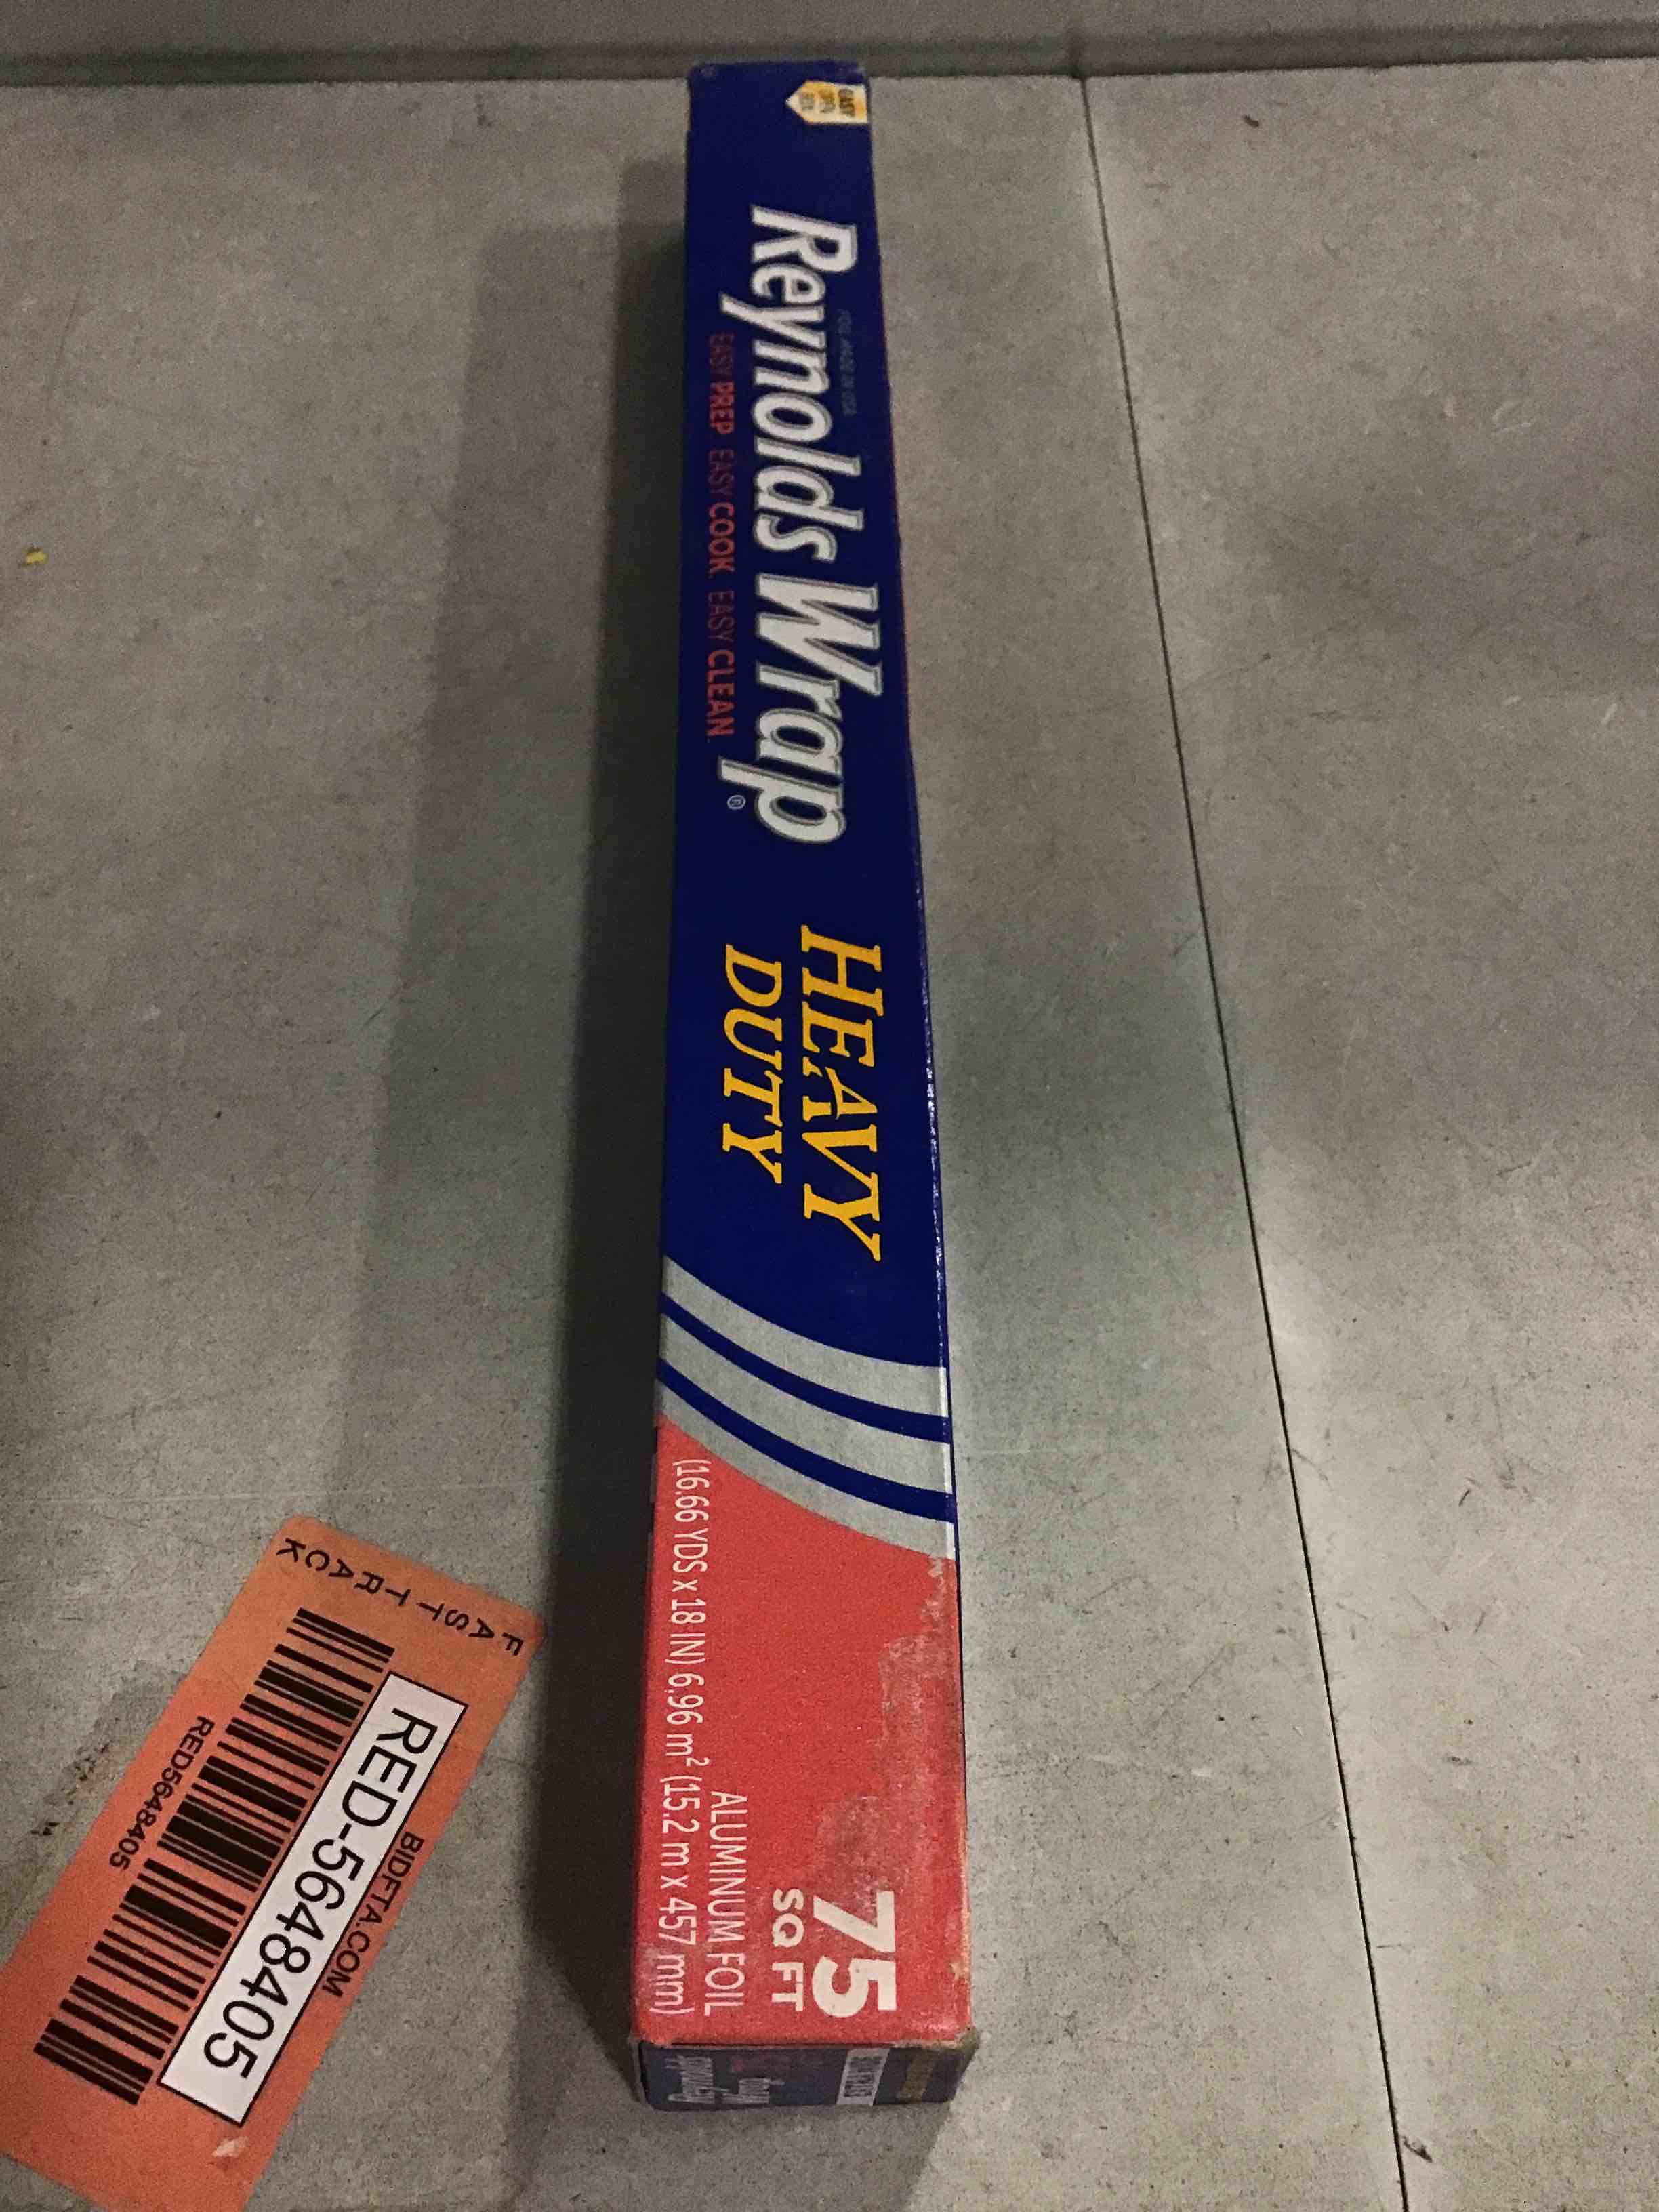 EASY
FOIL MADE IN USA
Reynolds Wrap®
EASY PREP. EASY COOK. EASY CLEAN.
HEAVY
DUTY
75
SQ FT
ALUMINUM FOIL
(16.66 YDS x 18 IN) 6.96 m² (15.2 m x 457 mm)
FAST TRACK
BIDFTA.COM
RED-5648405
RED5648405